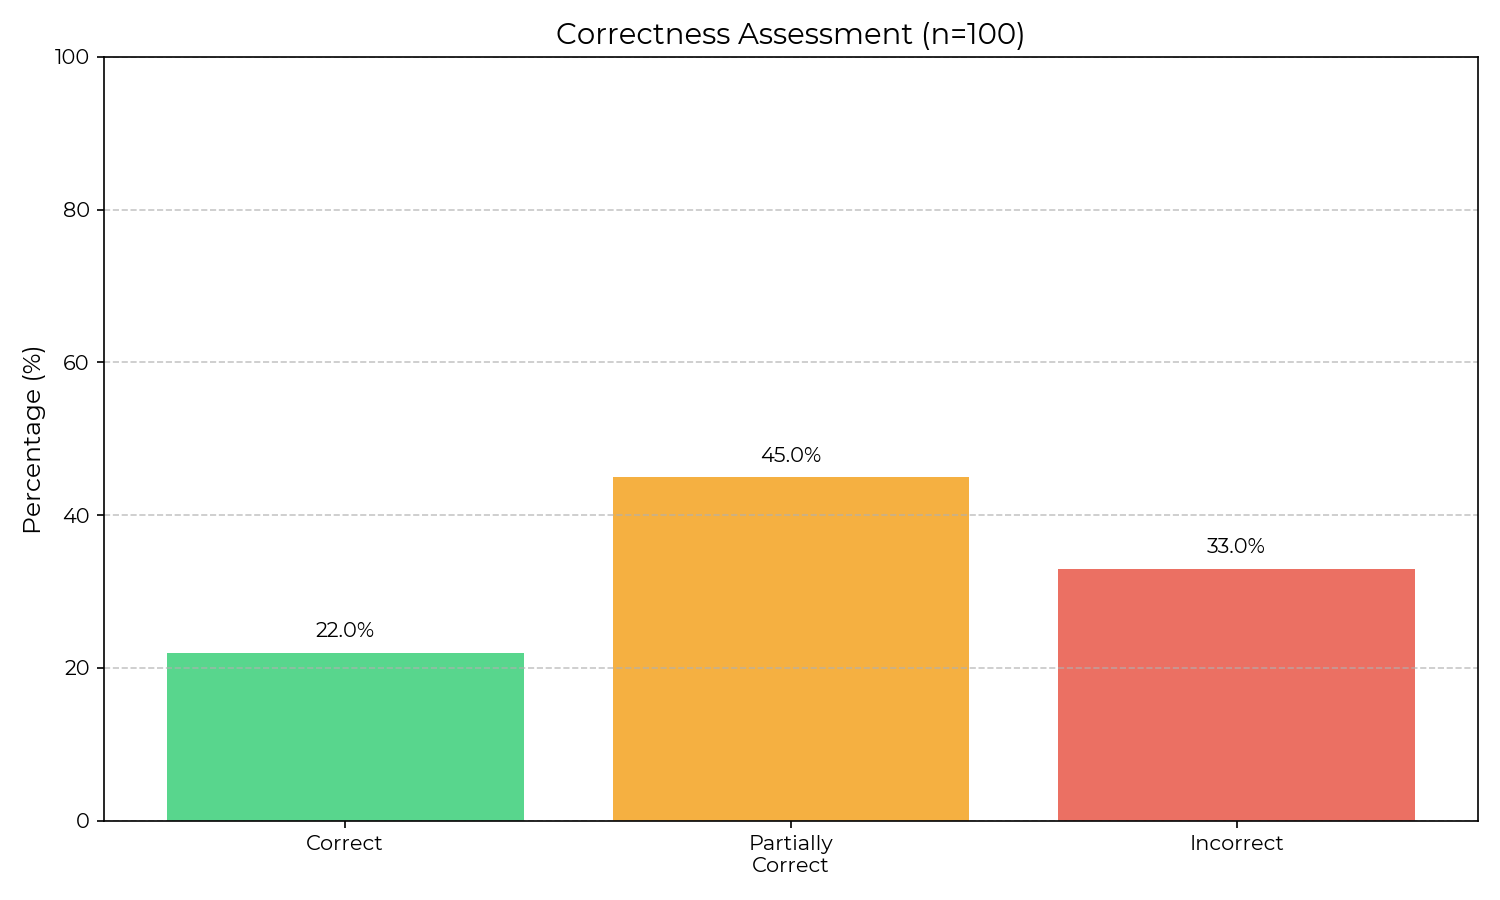 Correctness Assessment (n=100)
Percentage (%)
100
80
60
40
20
0
22.0%
45.0%
33.0%
Correct
Partially
Correct
Incorrect